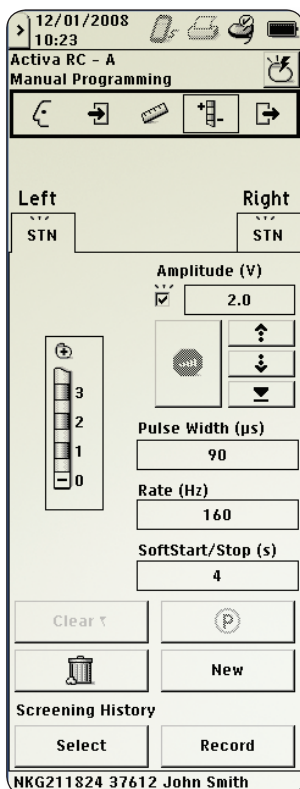 12/01/2008
10:23
Activa RC - A
Manual Programming
Left Right
STN STN
Amplitude (V)
2.0
3
2
1
0
Pulse Width (µs)
90
Rate (Hz)
160
SoftStart/Stop (s)
4
Clear P
New
Screening History
Select Record
NKG211824 37612 John Smith